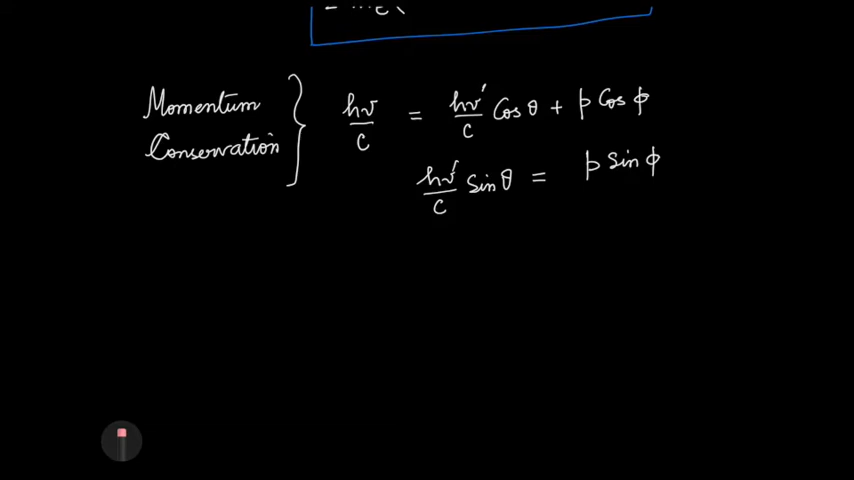 Momentum } hν/c = hν′/c Cos θ + p Cos ϕ
Conservation
hν′/c Sin θ = p Sin ϕ